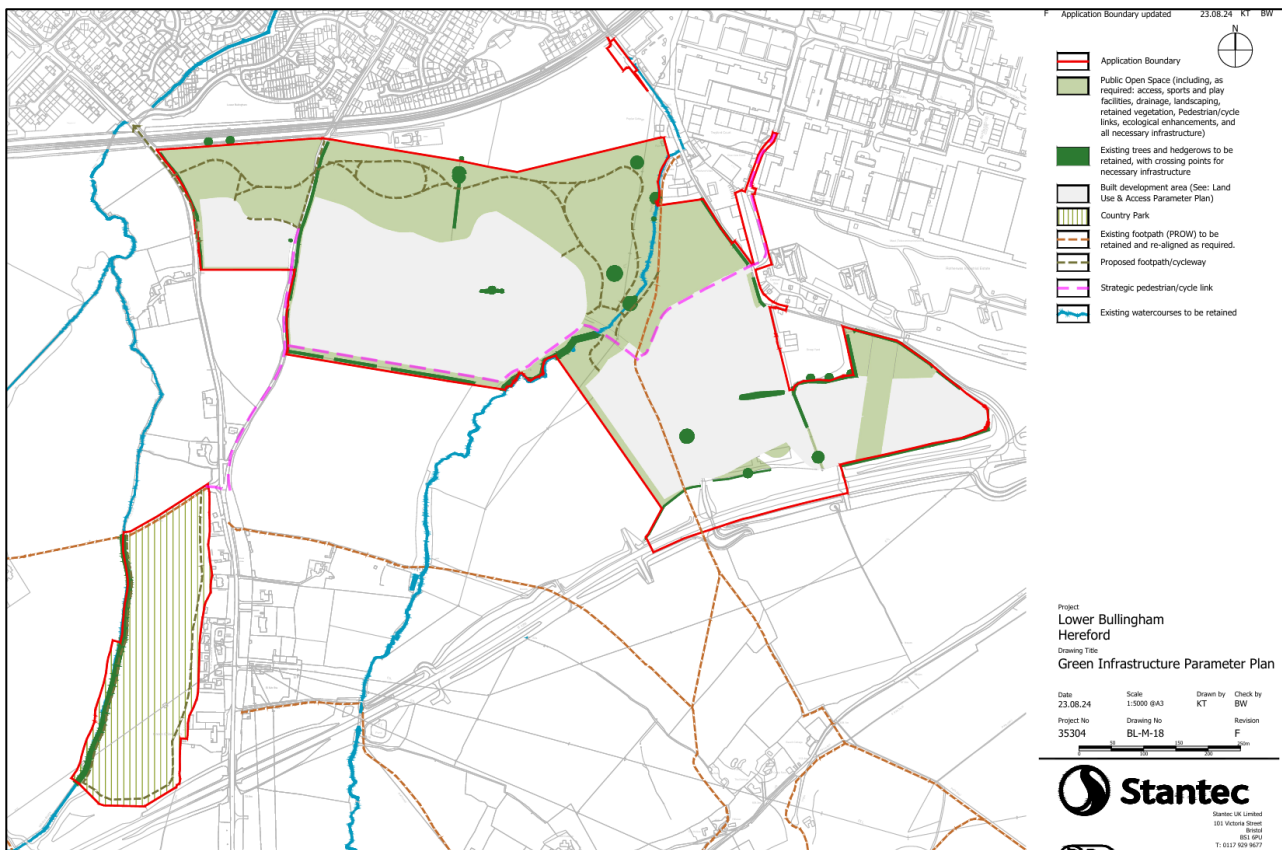 F Application Boundary updated 23.08.24 KT BW
N
Application Boundary
Public Open Space (including, as
required: access, sports and play
facilities, drainage, landscaping,
retained vegetation, Pedestrian/cycle
links, ecological enhancements, and
all necessary infrastructure)
Existing trees and hedgerows to be
retained, with crossing points for
necessary infrastructure
Built development area (See: Land
Use & Access Parameter Plan)
Country Park
Existing footpath (PROW) to be
retained and re-aligned as required.
Proposed footpath/cycleway
Strategic pedestrian/cycle link
Existing watercourses to be retained
Project
Lower Bullingham
Hereford
Drawing Title
Green Infrastructure Parameter Plan
Date Scale Drawn by Check by
23.08.24 1:5000 @A3 KT BW
Project No Drawing No Revision
35304 BL-M-18 F
50 150 250m
0 100 200
Stantec
Stantec UK Limited
101 Victoria Street
Bristol
BS1 6PU
T: 0117 929 9677